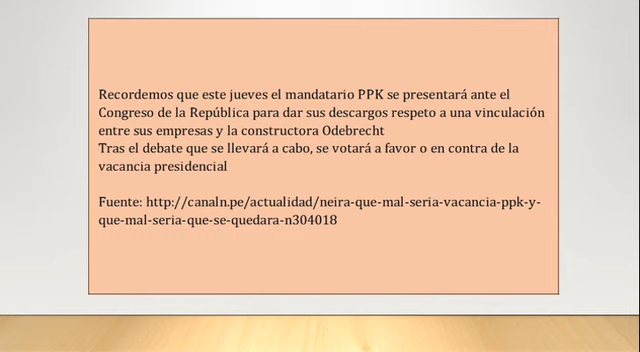 Recordemos que este jueves el mandatario PPK se presentará ante el
Congreso de la República para dar sus descargos respeto a una vinculación
entre sus empresas y la constructora Odebrecht
Tras el debate que se llevará a cabo, se votará a favor o en contra de la
vacancia presidencial
Fuente: http://canaln.pe/actualidad/neira-que-mal-seria-vacancia-ppk-y-
que-mal-seria-que-se-quedara-n304018